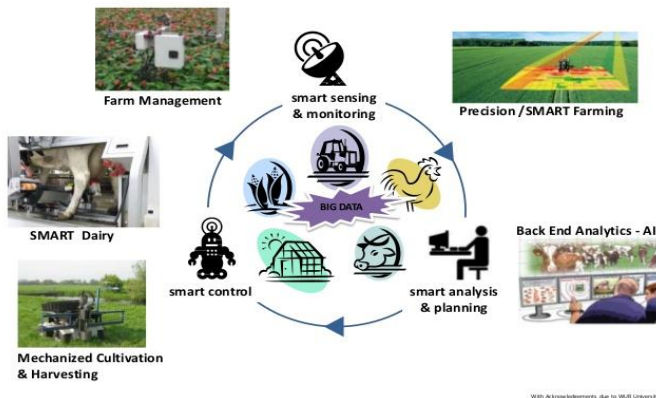 Farm Management
smart sensing
& monitoring
Precision /SMART Farming
BIG DATA
SMART Dairy
Back End Analytics - AI
smart control
smart analysis
& planning
Mechanized Cultivation
& Harvesting
With Acknowledgements due to WUR Universit